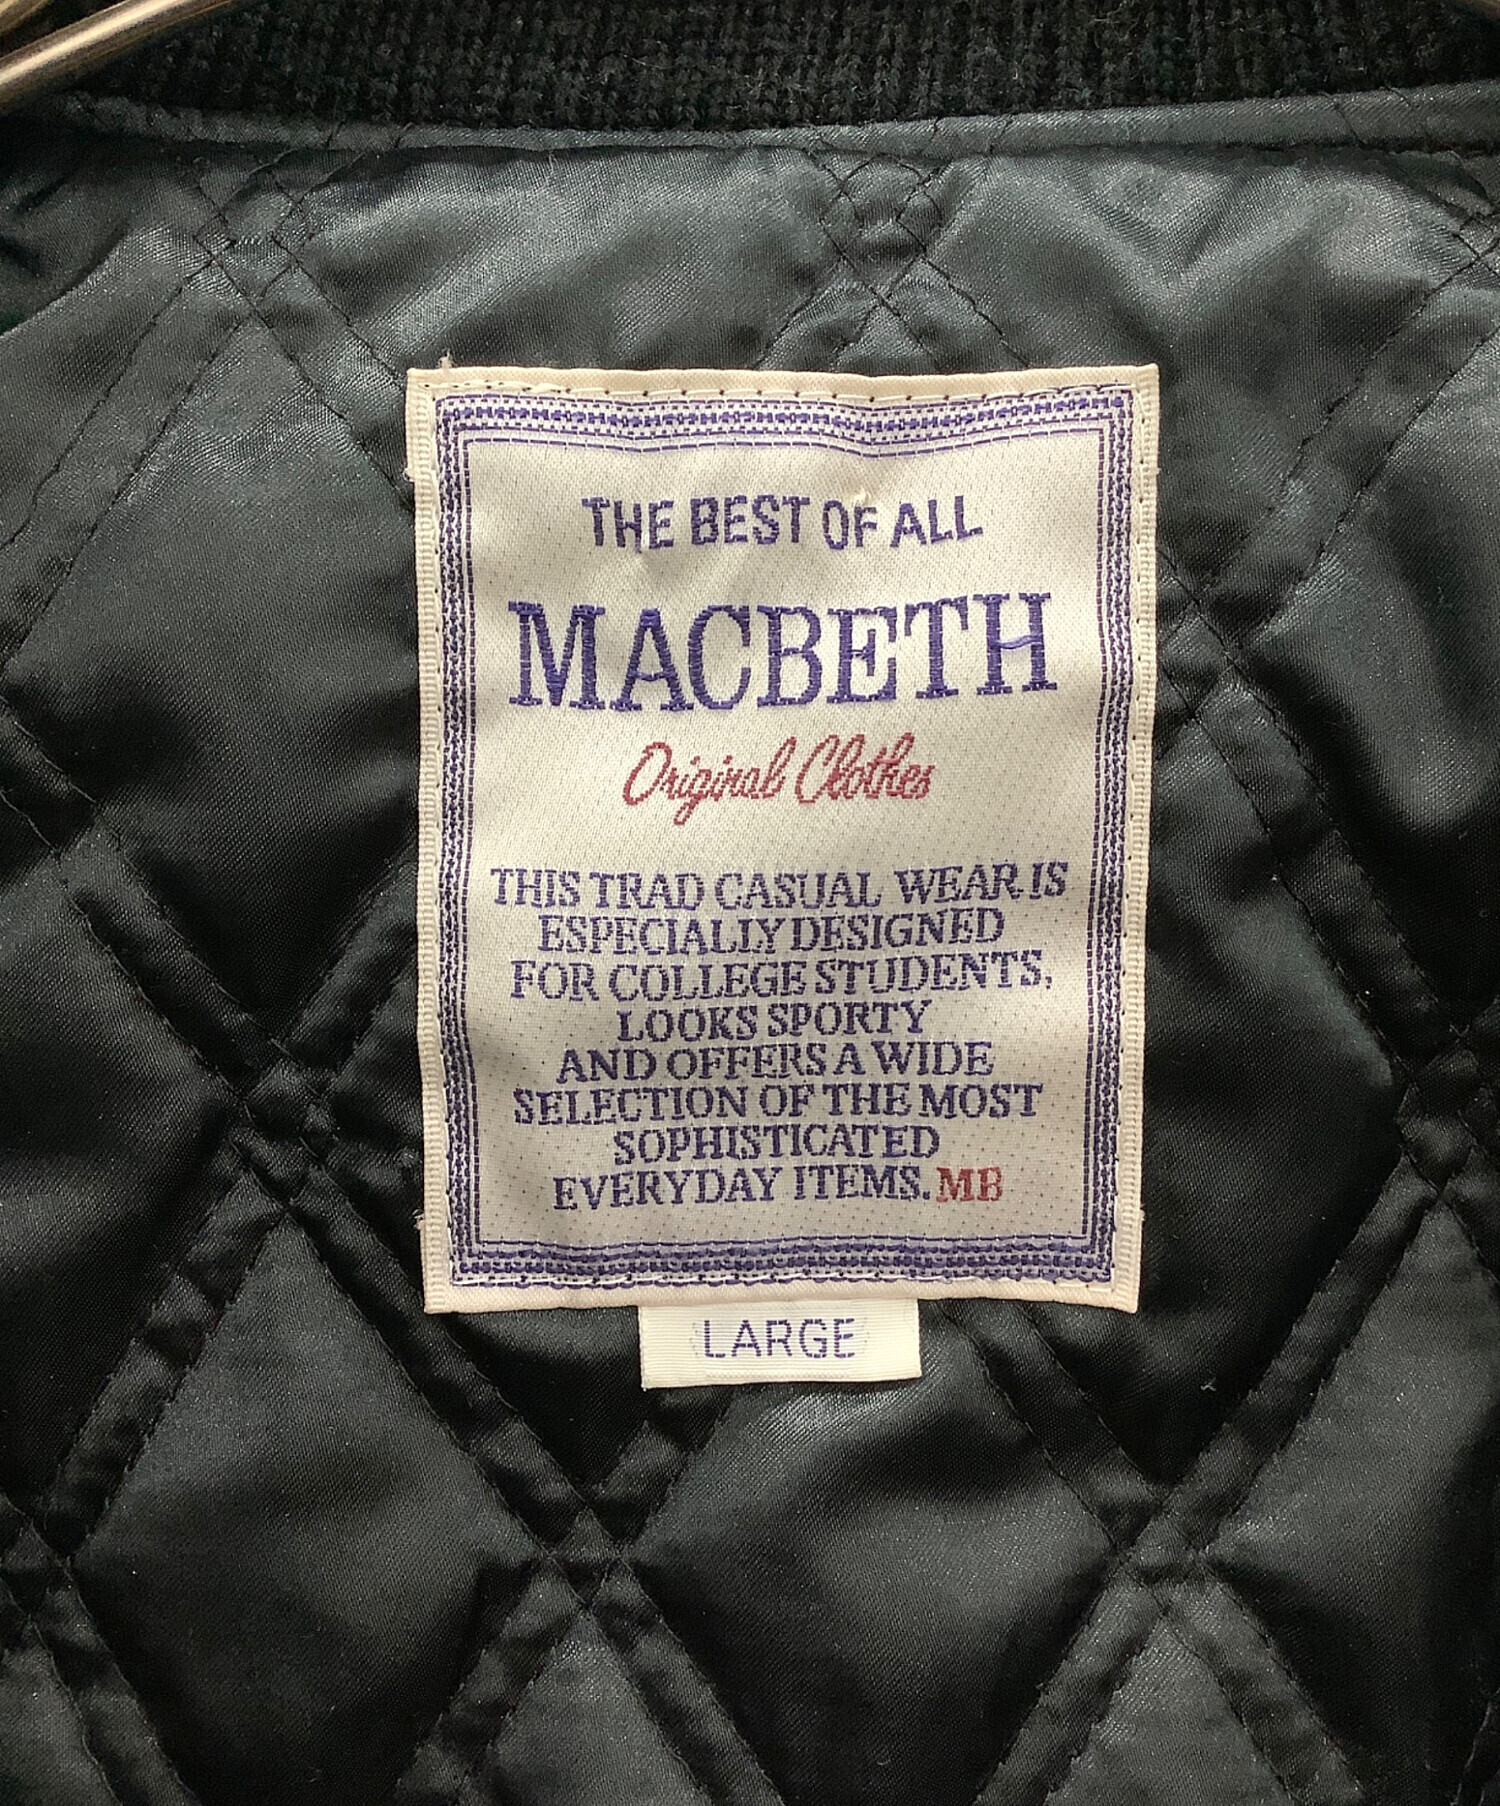 THE BEST OF ALL
MACBETH
Original Clothes
THIS TRAD CASUAL WEAR IS
ESPECIALLY DESIGNED
FOR COLLEGE STUDENTS,
LOOKS SPORTY
AND OFFERS A WIDE
SELECTION OF THE MOST
SOPHISTICATED
EVERYDAY ITEMS. MB
LARGE